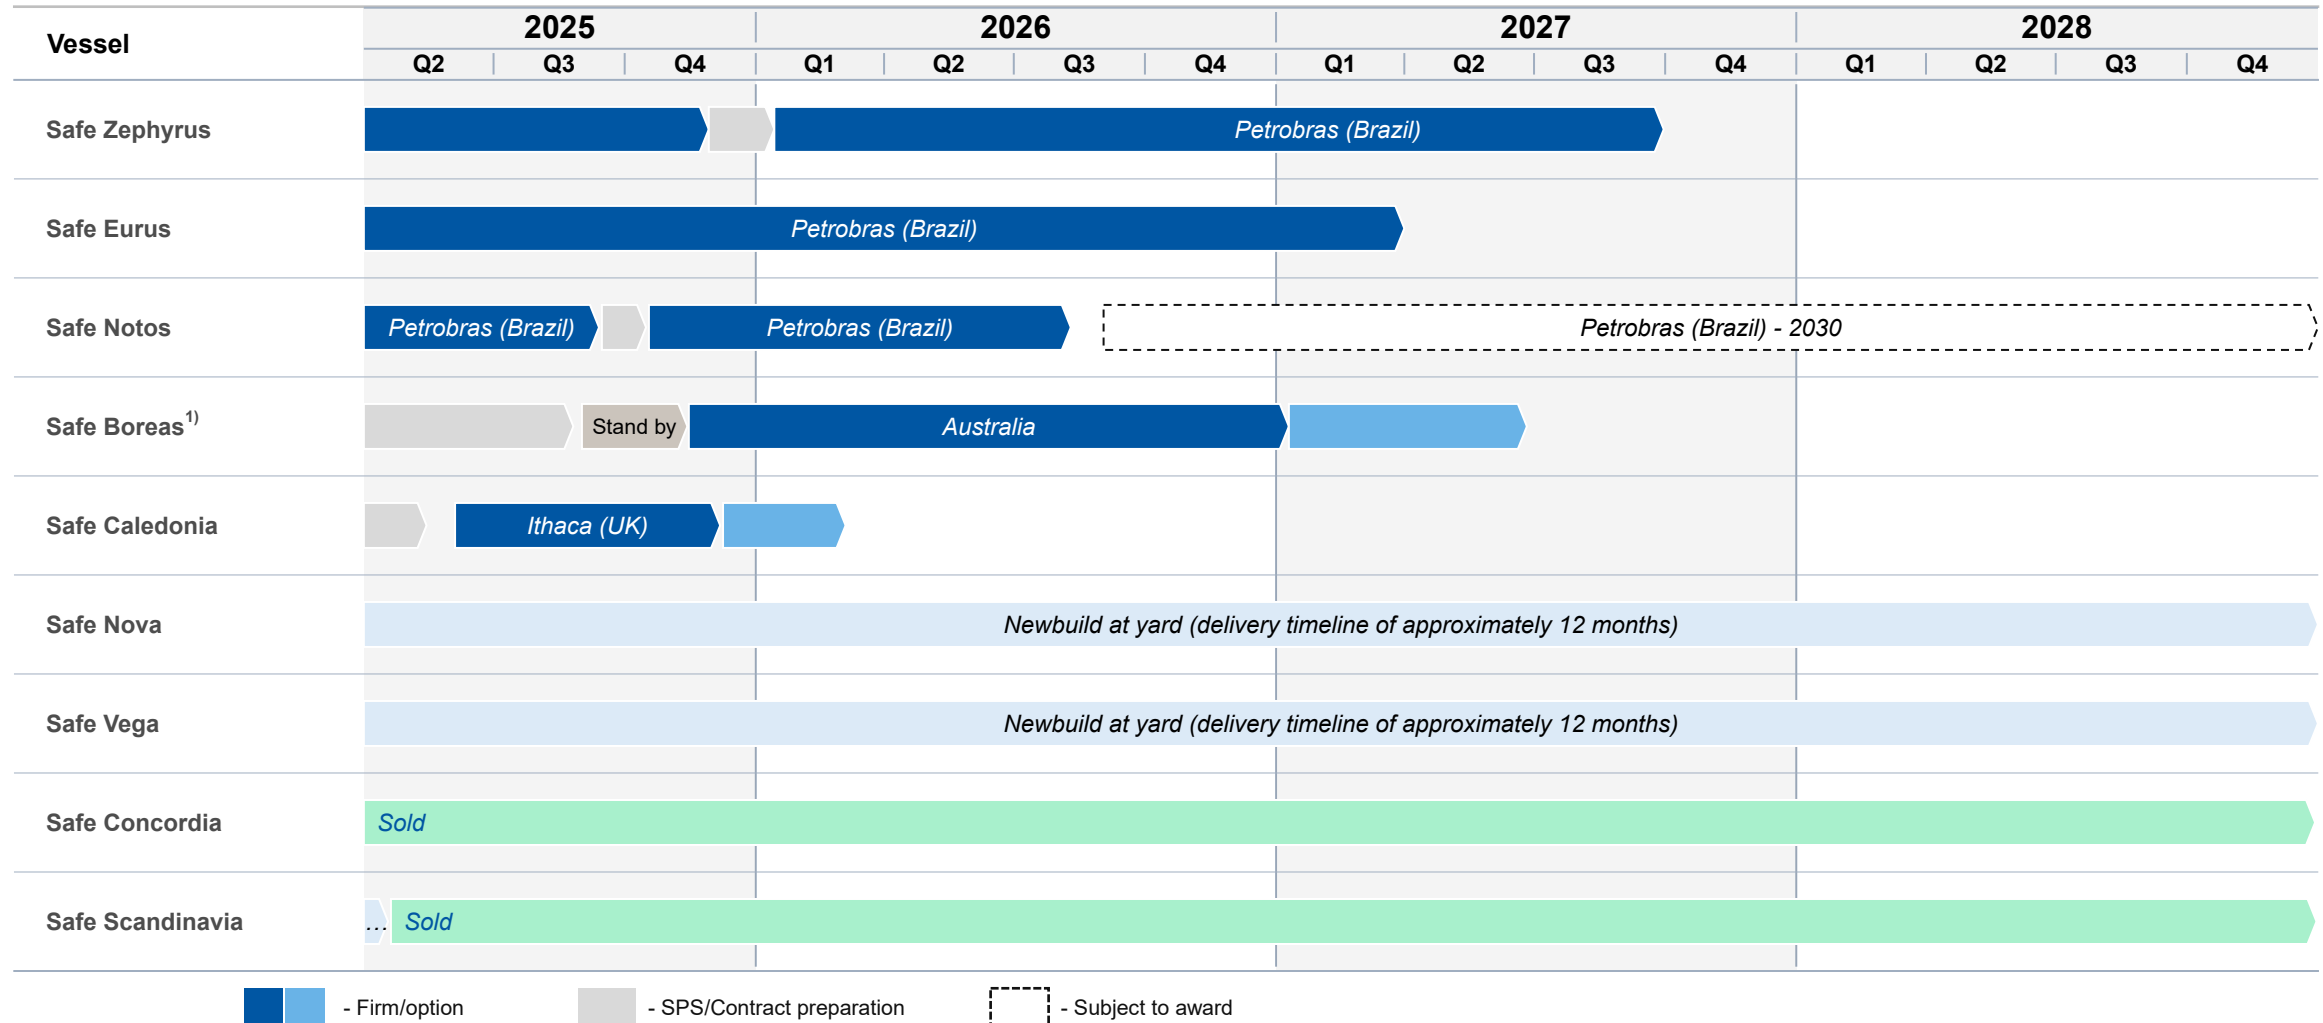 Vessel 2025 2026 2027 2028
Q2 Q3 Q4 Q1 Q2 Q3 Q4 Q1 Q2 Q3 Q4 Q1 Q2 Q3 Q4
Safe Zephyrus Petrobras (Brazil)
Safe Eurus Petrobras (Brazil)
Safe Notos Petrobras (Brazil) Petrobras (Brazil) Petrobras (Brazil) - 2030
Safe Boreas1) Stand by Australia
Safe Caledonia Ithaca (UK)
Safe Nova Newbuild at yard (delivery timeline of approximately 12 months)
Safe Vega Newbuild at yard (delivery timeline of approximately 12 months)
Safe Concordia Sold
Safe Scandinavia ... Sold
- Firm/option - SPS/Contract preparation - Subject to award